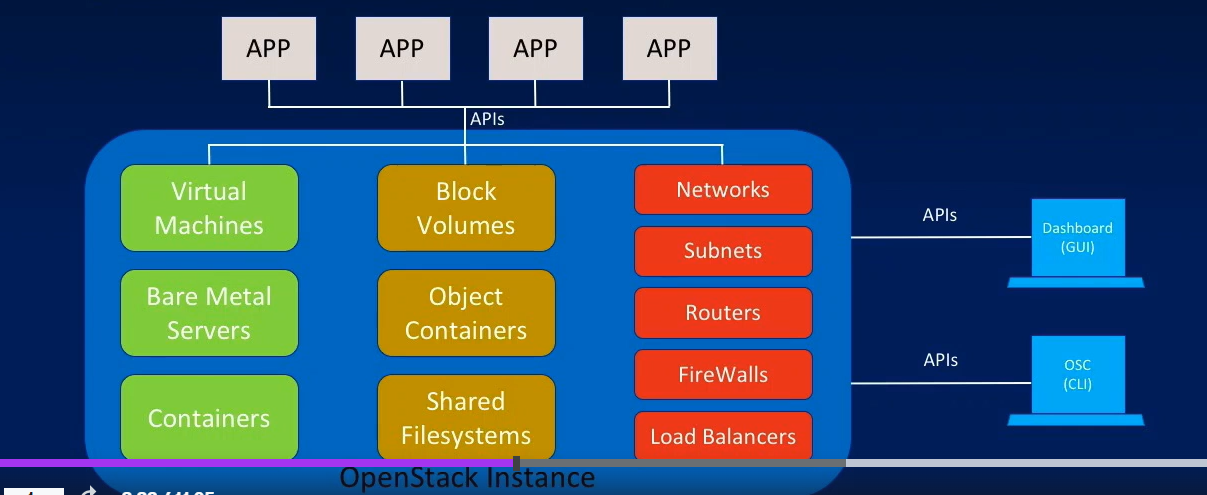 APP
APP
APP
APP
APIs
Virtual
Machines
Block
Volumes
Networks
Subnets
Bare Metal
Servers
Object
Containers
Routers
FireWalls
Containers
Shared
Filesystems
Load Balancers
OpenStack Instance
APIs
Dashboard
(GUI)
APIs
OSC
(CLI)